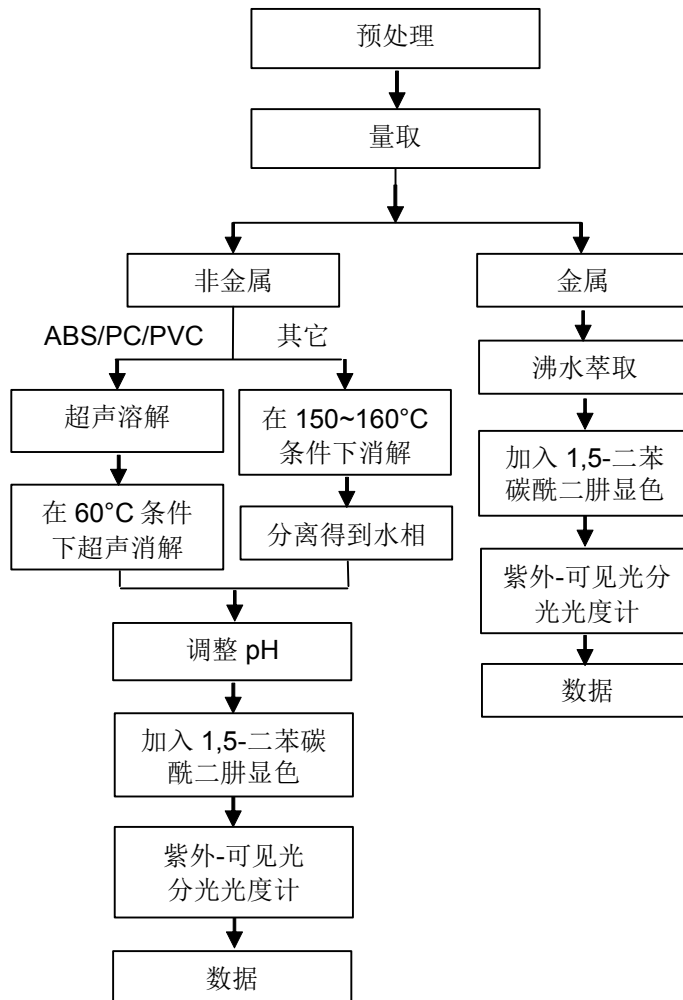 预处理
量取
非金属
金属
ABS/PC/PVC
其它
超声溶解
在 150~160°C
条件下消解
在 60°C 条件
下超声消解
分离得到水相
调整 pH
加入 1,5-二苯碳
酰二肼显色
紫外-可见光
分光光度计
数据
沸水萃取
加入 1,5-二苯
碳酰二肼显色
紫外-可见光分
光光度计
数据